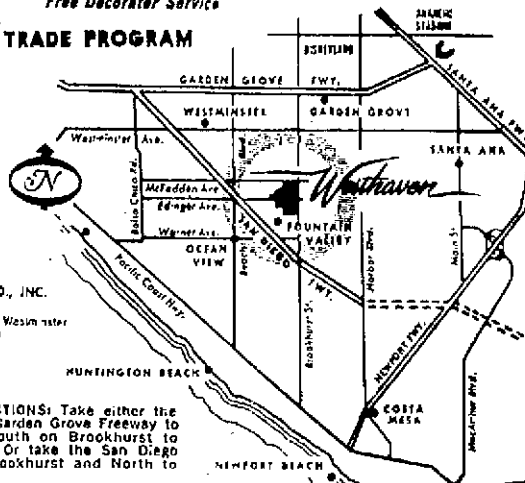 Free Decorator Service
TRADE PROGRAM
ANAHEIM
STADIUM
GARDEN GROVE FWY.
SANTA ANA FWY.
WESTMINSTER
GARDEN GROVE
Westminster Ave.
Blvd.
SANTA ANA
Bolsa Chica Rd.
McFadden Ave
Westhaven
Edinger Ave.
N
Warner Ave.
SAN DIEGO FWY.
FOUNTAIN
VALLEY
OCEAN
VIEW
Beach
Harbor Blvd.
Main St
Pacific Coast Hwy.
Brookhurst St.
NEWPORT FWY.
MacArthur Blvd.
O., INC.
Westminster
HUNTINGTON BEACH
COSTA
MESA
NEWPORT BEACH
TIONS: Take either the
Garden Grove Freeway to
outh on Brookhurst to
Or take the San Diego
ookhurst and North to